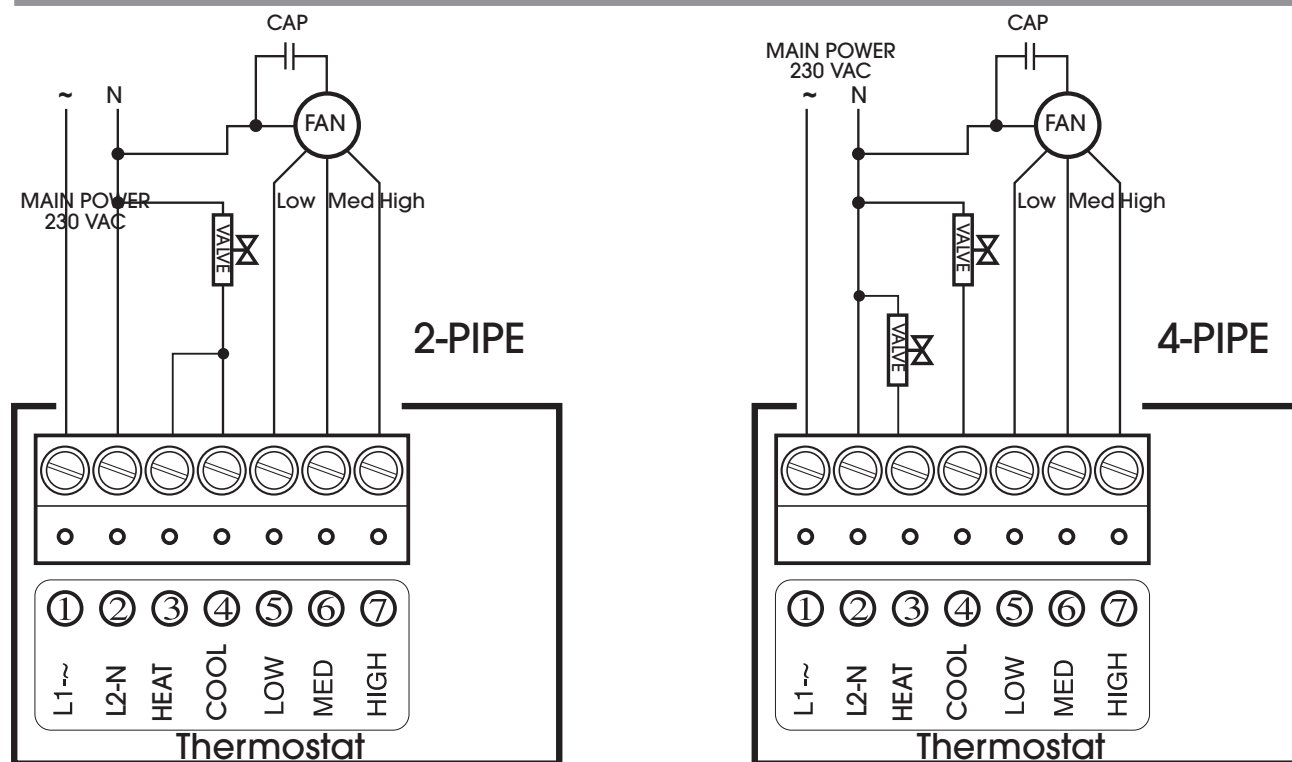 CAP
~ N
FAN
MAIN POWER
230 VAC
Low Med High
VALVE
2-PIPE
1 2 3 4 5 6 7
L1-~ L2-N HEAT COOL LOW MED HIGH
Thermostat
CAP
MAIN POWER
230 VAC
~ N
FAN
Low Med High
VALVE
VALVE
4-PIPE
1 2 3 4 5 6 7
L1-~ L2-N HEAT COOL LOW MED HIGH
Thermostat